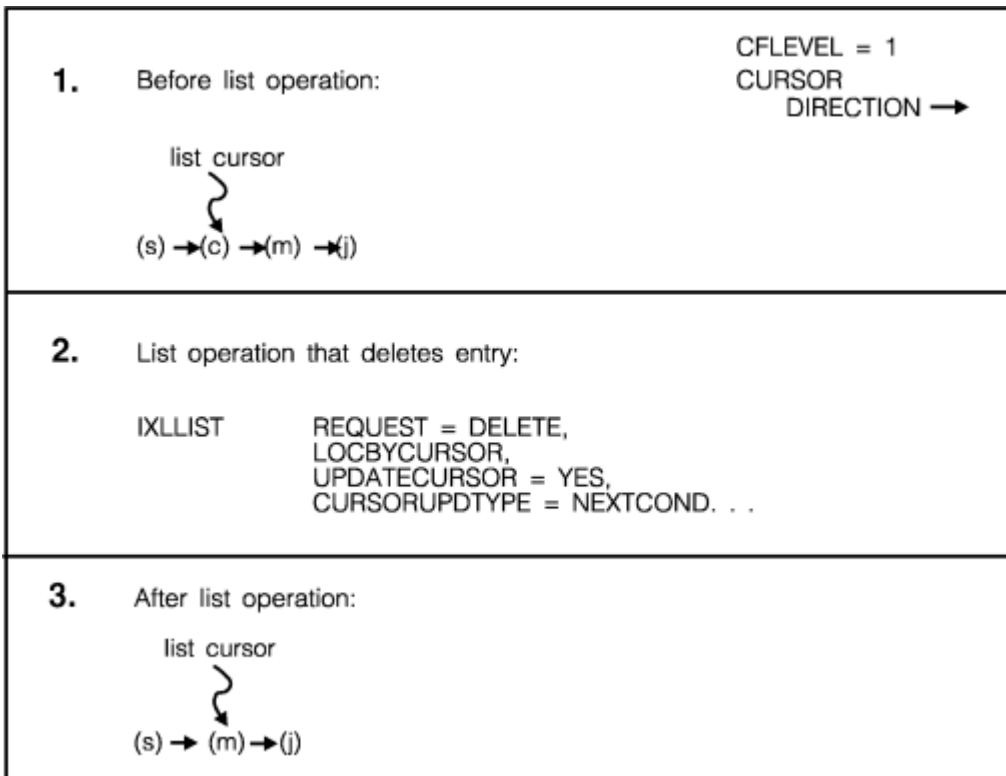 CFLEVEL = 1
1. Before list operation: CURSOR
DIRECTION →
list cursor
(s) →(c) →(m) →(j)
2. List operation that deletes entry:
IXLLIST REQUEST = DELETE,
LOCBYCURSOR,
UPDATECURSOR = YES,
CURSORUPDTYPE = NEXTCOND. . .
3. After list operation:
list cursor
(s) → (m) →(j)